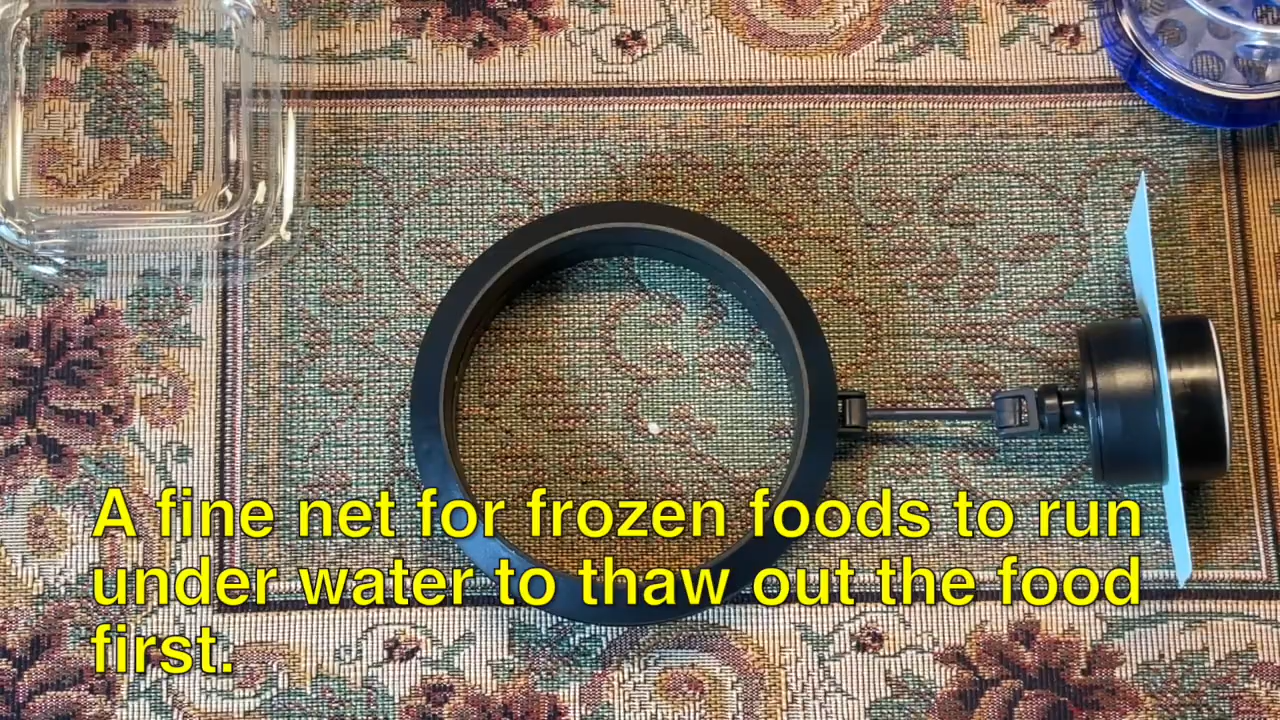 A fine net for frozen foods to run
under water to thaw out the food
first.